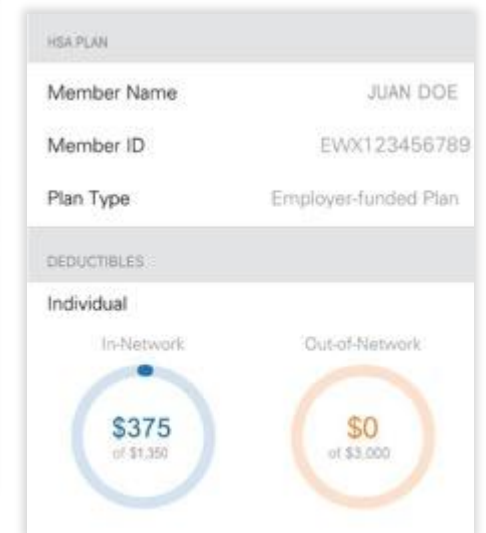 HSA PLAN
Member Name JUAN DOE
Member ID EWX123456789
Plan Type Employer-funded Plan
DEDUCTIBLES
Individual
In-Network Out-of-Network
$375 $0
of $1,350 of $3,000